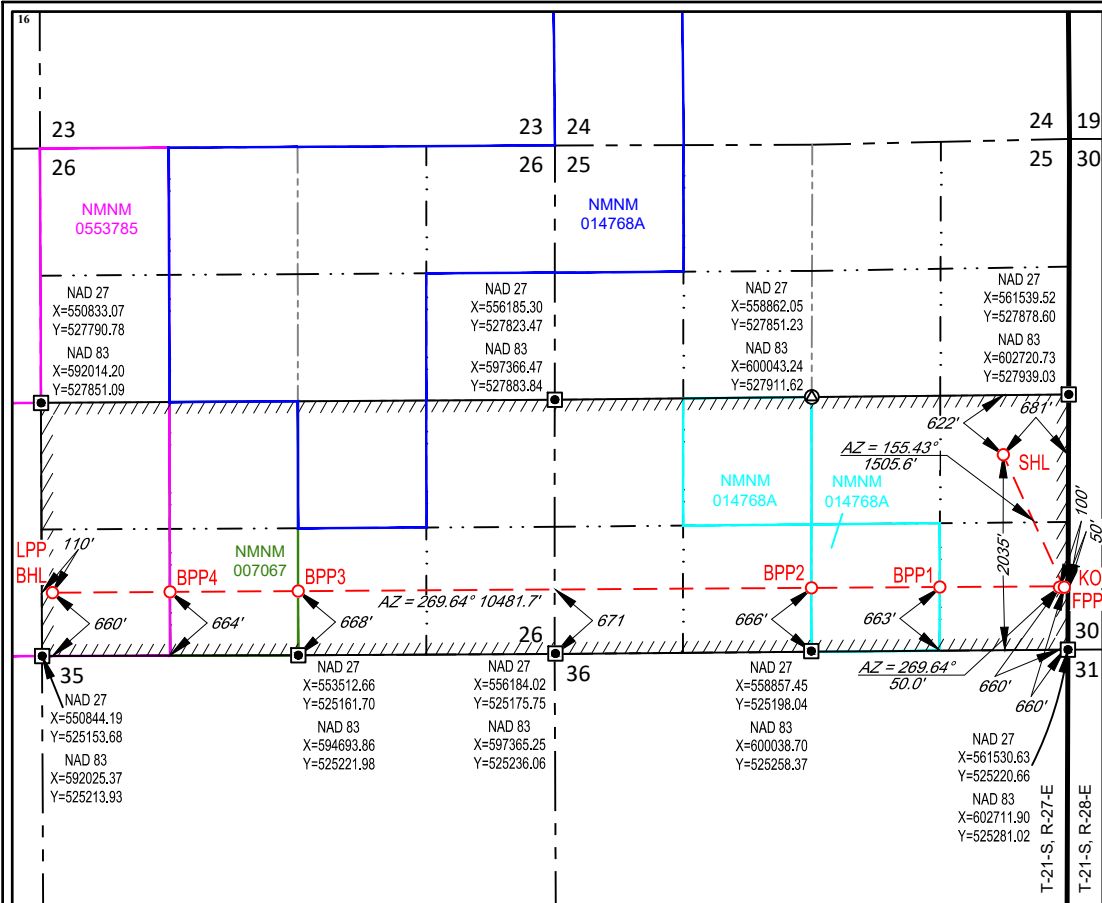 16
23
23
24
24
19
26
26
25
25
30
NMNM
0553785
NMNM
014768A
NAD 27
X=550833.07
Y=527790.78
NAD 83
X=592014.20
Y=527851.09
NAD 27
X=556185.30
Y=527823.47
NAD 83
X=597366.47
Y=527883.84
NAD 27
X=558862.05
Y=527851.23
NAD 83
X=600043.24
Y=527911.62
NAD 27
X=561539.52
Y=527878.60
NAD 83
X=602720.73
Y=527939.03
622'
681'
AZ = 155.43°
1505.6'
SHL
NMNM
014768A
NMNM
014768A
100'
50'
2035'
LPP
BHL
110'
NMNM
007067
BPP4
BPP3
BPP2
BPP1
KO
FPP
AZ = 269.64° 10481.7'
660'
664'
668'
671
666'
663'
26
30
AZ = 269.64°
50.0'
660'
660'
35
36
31
NAD 27
X=550844.19
Y=525153.68
NAD 83
X=592025.37
Y=525213.93
NAD 27
X=553512.66
Y=525161.70
NAD 83
X=594693.86
Y=525221.98
NAD 27
X=556184.02
Y=525175.75
NAD 83
X=597365.25
Y=525236.06
NAD 27
X=558857.45
Y=525198.04
NAD 83
X=600038.70
Y=525258.37
NAD 27
X=561530.63
Y=525220.66
NAD 83
X=602711.90
Y=525281.02
T-21-S, R-27-E
T-21-S, R-28-E